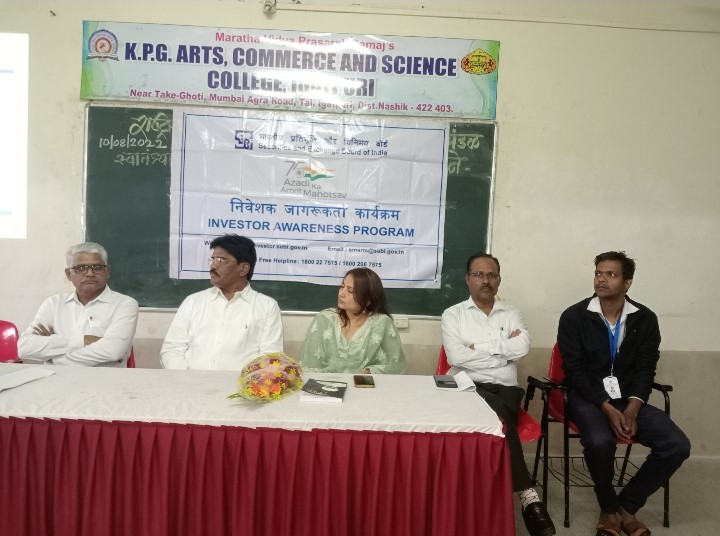 Maratha Vidya Prasarak Samaj's
K.P.G. ARTS, COMMERCE AND SCIENCE
COLLEGE, IGATPURI
Near Take-Ghoti, Mumbai Agra Road, Tal. Igatpuri, Dist.Nashik - 422 403.
राष्ट्र
मंडळ
10/08/2022
स्वातंत्र्य
भारतीय प्रतिभूति और विनिमय बोर्ड
Securities and Exchange Board of India
75
Azadi Ka
Amrit Mahotsav
निवेशक जागरूकता कार्यक्रम
INVESTOR AWARENESS PROGRAM
investor.sebi.gov.in Email :
Free Helpline : 1800 22 7575 / 1800 266 7575